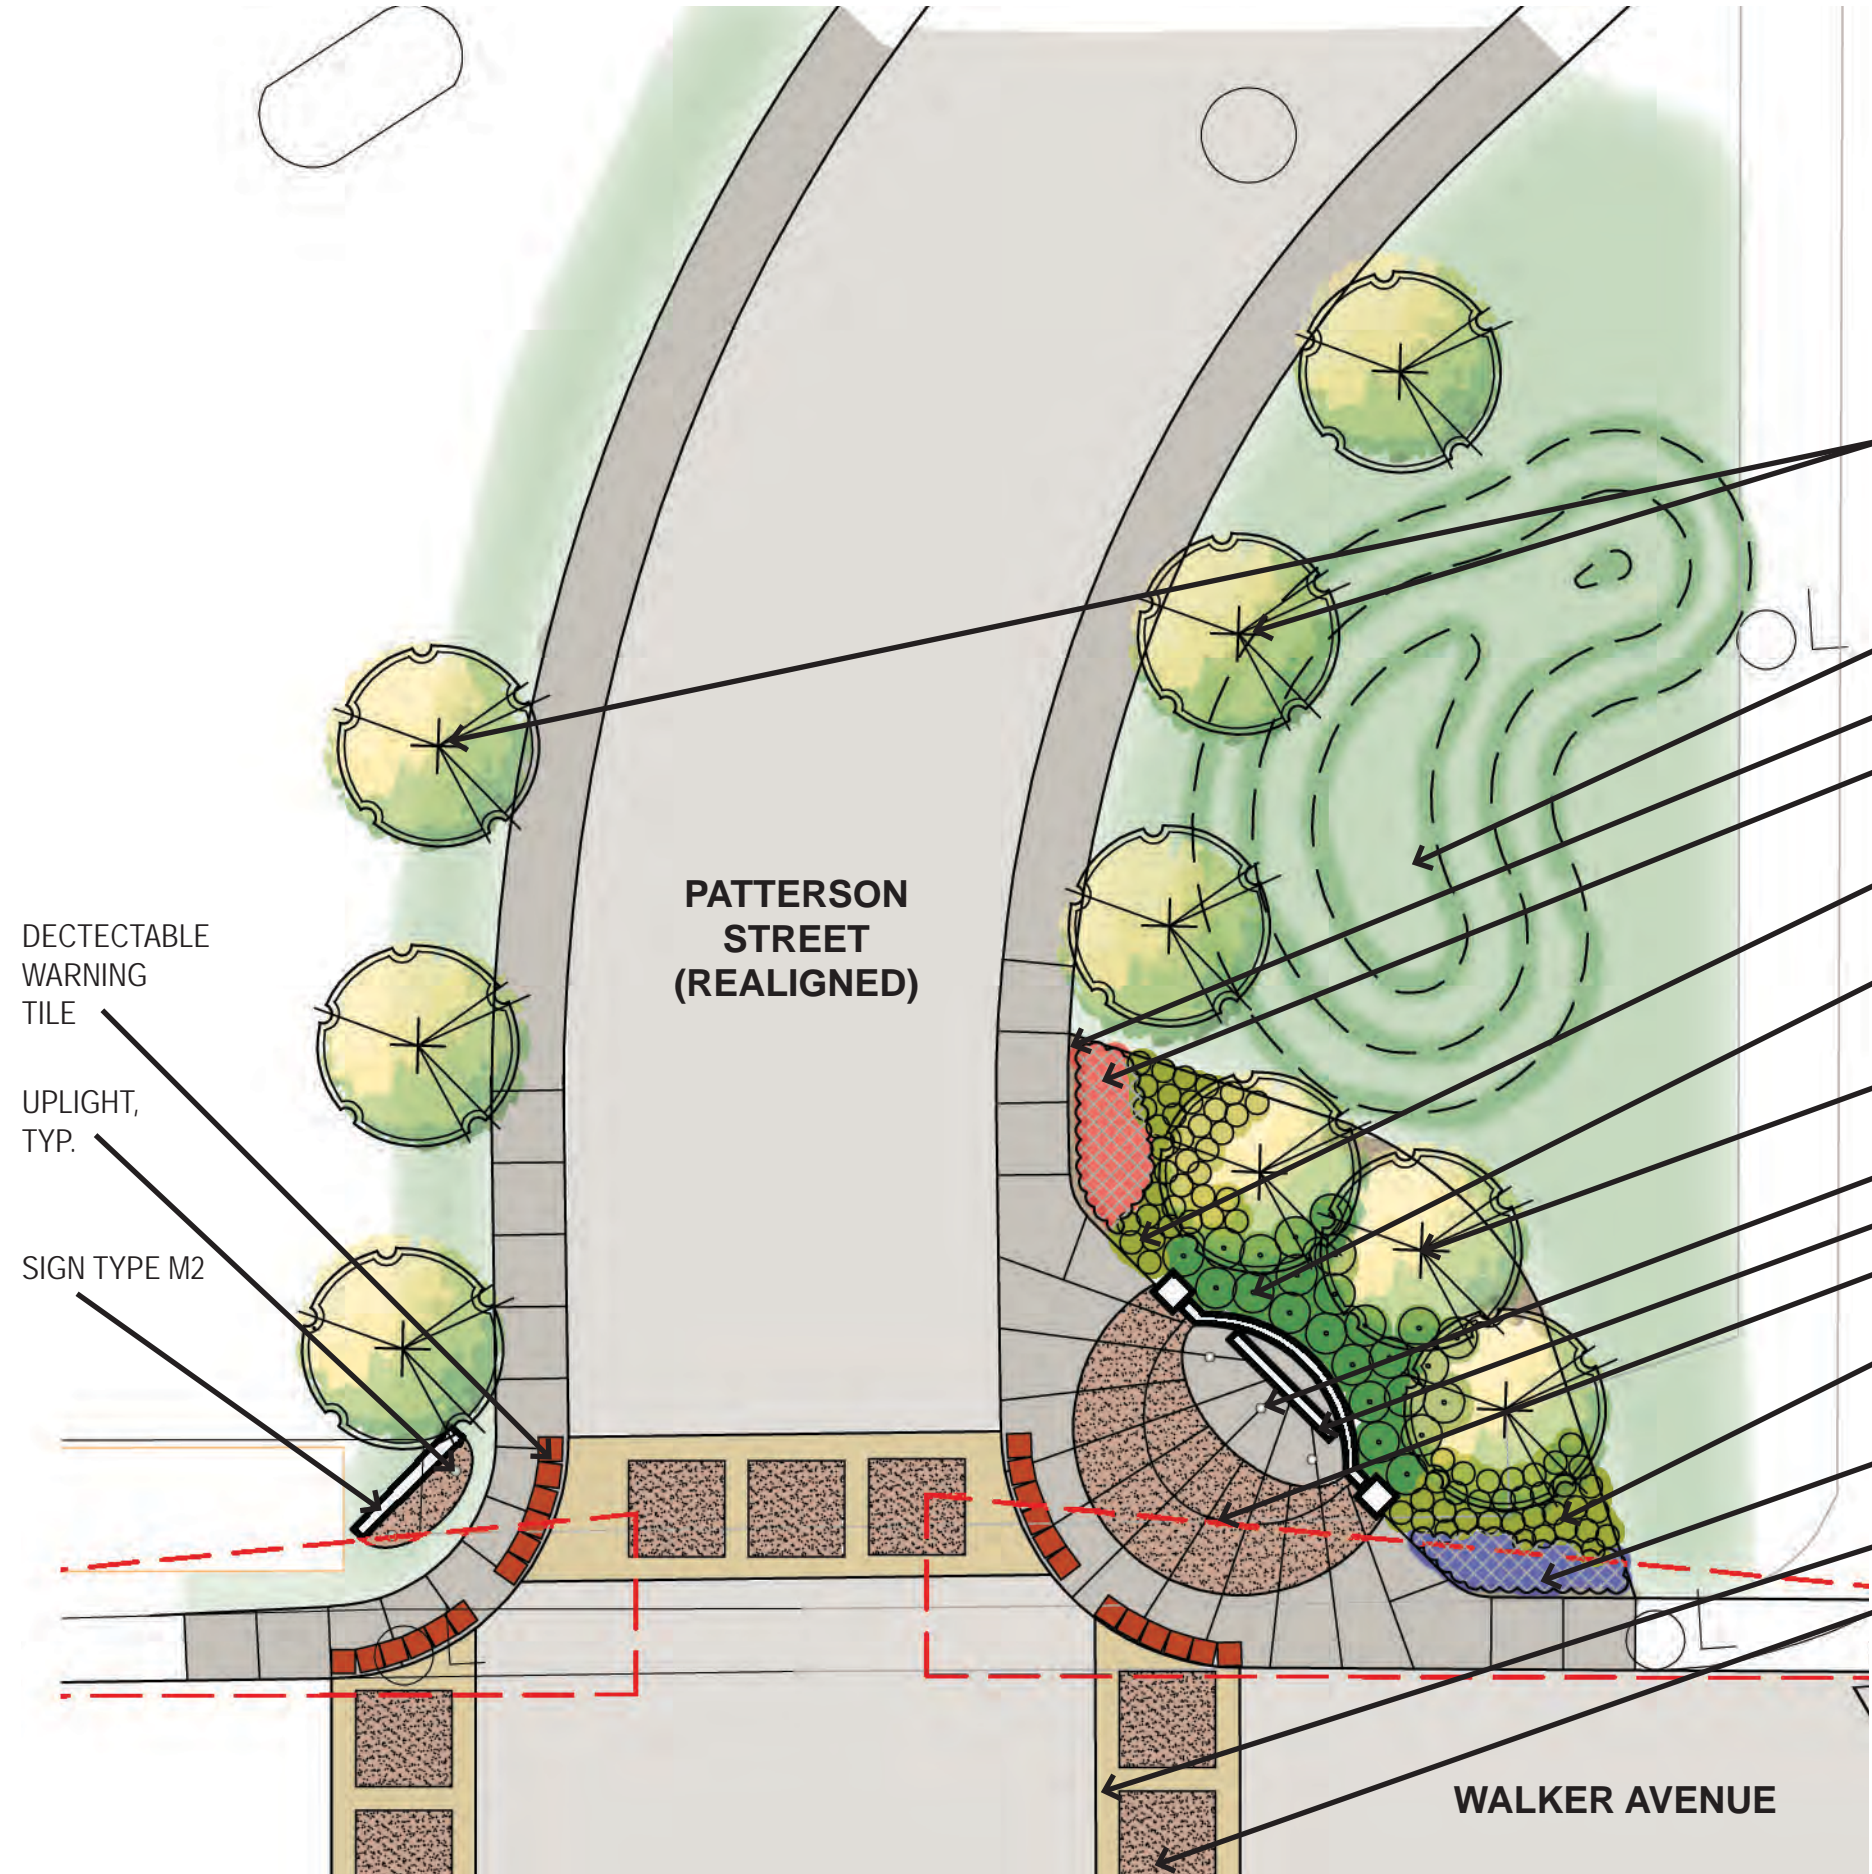 PATTERSON
STREET
(REALIGNED)
DECTECTABLE
WARNING
TILE
UPLIGHT,
TYP.
SIGN TYPE M2
WALKER AVENUE